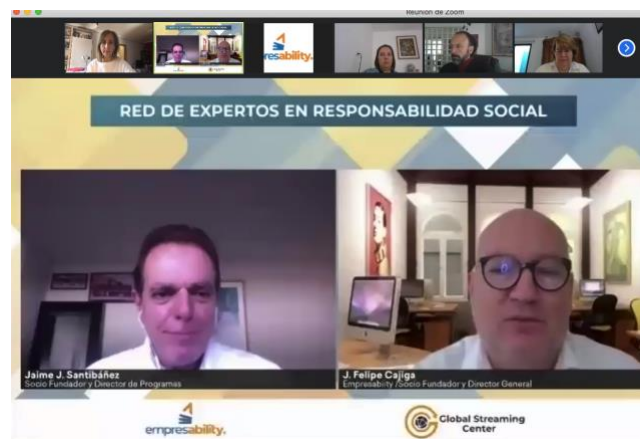 Reunión de Zoom
resability.
RED DE EXPERTOS EN RESPONSABILIDAD SOCIAL
Jaime J. Santibáñez
Socio Fundador y Director de Programas
J. Felipe Cajiga
Empresability /Socio Fundador y Director General
empresability.
Global Streaming
Center